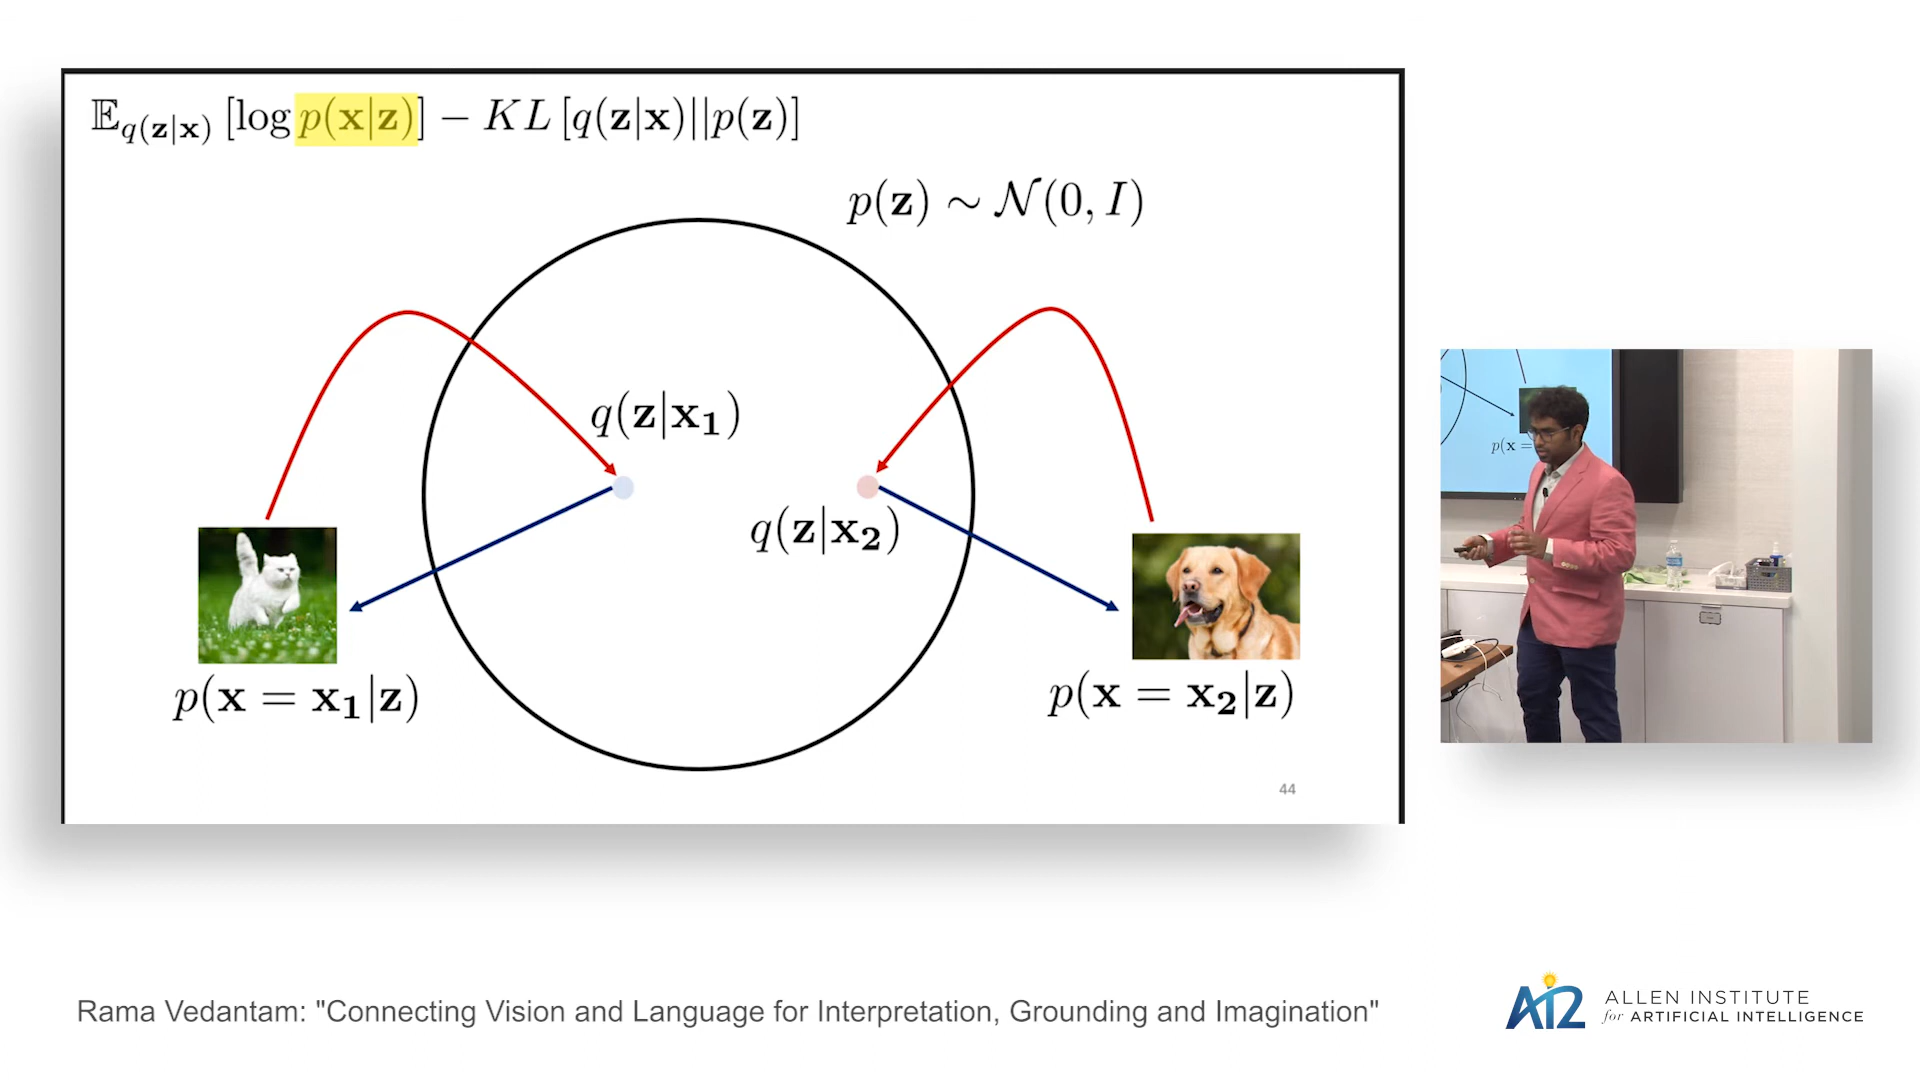 𝔼q(𝐳|𝐱) [log p(𝐱|𝐳)] − KL [q(𝐳|𝐱)||p(𝐳)]
p(𝐳) ∼ 𝒩(0, I)
q(𝐳|𝐱₁)
q(𝐳|𝐱₂)
p(𝐱 = 𝐱₁|𝐳)
p(𝐱 = 𝐱₂|𝐳)
44
p(𝐱 =
Rama Vedantam: "Connecting Vision and Language for Interpretation, Grounding and Imagination"
AI2
ALLEN INSTITUTE
for ARTIFICIAL INTELLIGENCE